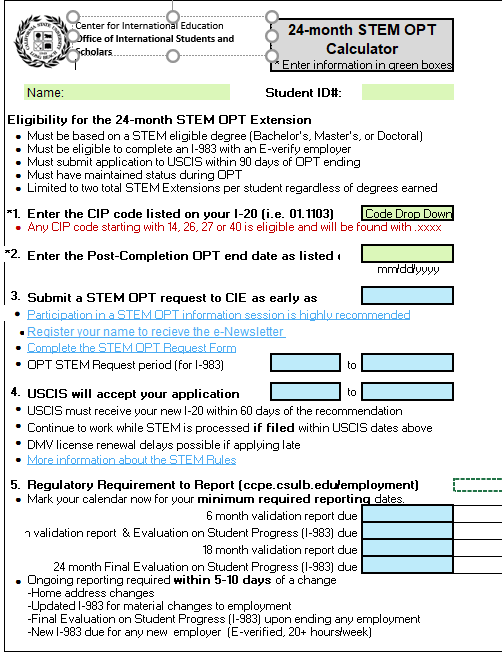 Center for International Education
Office of International Students and
Scholars
24-month STEM OPT
Calculator
* Enter information in green boxes
Name:
Student ID#:
Eligibility for the 24-month STEM OPT Extension
• Must be based on a STEM eligible degree (Bachelor's, Master's, or Doctoral)
• Must be eligible to complete an I-983 with an E-verify employer
• Must submit application to USCIS within 90 days of OPT ending
• Must have maintained status during OPT
• Limited to two total STEM Extensions per student regardless of degrees earned
*1. Enter the CIP code listed on your I-20 (i.e. 01.1103)
Code Drop Down
• Any CIP code starting with 14, 26, 27 or 40 is eligible and will be found with .xxxx
*2. Enter the Post-Completion OPT end date as listed
mm/dd/yyyy
3. Submit a STEM OPT request to CIE as early as
• Participation in a STEM OPT information session is highly recommended
• Register your name to recieve the e-Newsletter
• Complete the STEM OPT Request Form
• OPT STEM Request period (for I-983)
to
4. USCIS will accept your application
to
• USCIS must receive your new I-20 within 60 days of the recommendation
• Continue to work while STEM is processed if filed within USCIS dates above
• DMV license renewal delays possible if applying late
• More information about the STEM Rules
5. Regulatory Requirement to Report (ccpe.csulb.edu/employment)
• Mark your calendar now for your minimum required reporting dates.
6 month validation report due
validation report & Evaluation on Student Progress (I-983) due
18 month validation report due
24 month Final Evaluation on Student Progress (I-983) due
• Ongoing reporting required within 5-10 days of a change
-Home address changes
-Updated I-983 for material changes to employment
-Final Evaluation on Student Progress (I-983) upon ending any employment
-New I-983 due for any new employer (E-verified, 20+ hours/week)